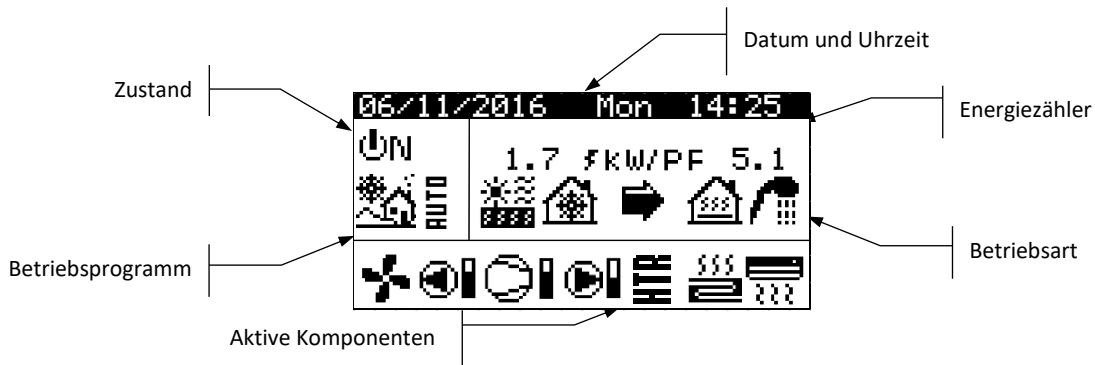 Datum und Uhrzeit
Zustand
Energiezähler
06/11/2016 Mon 14:25
ON
1.7 kW/PF 5.1
AUTO
Betriebsart
Betriebsprogramm
HTR
Aktive Komponenten